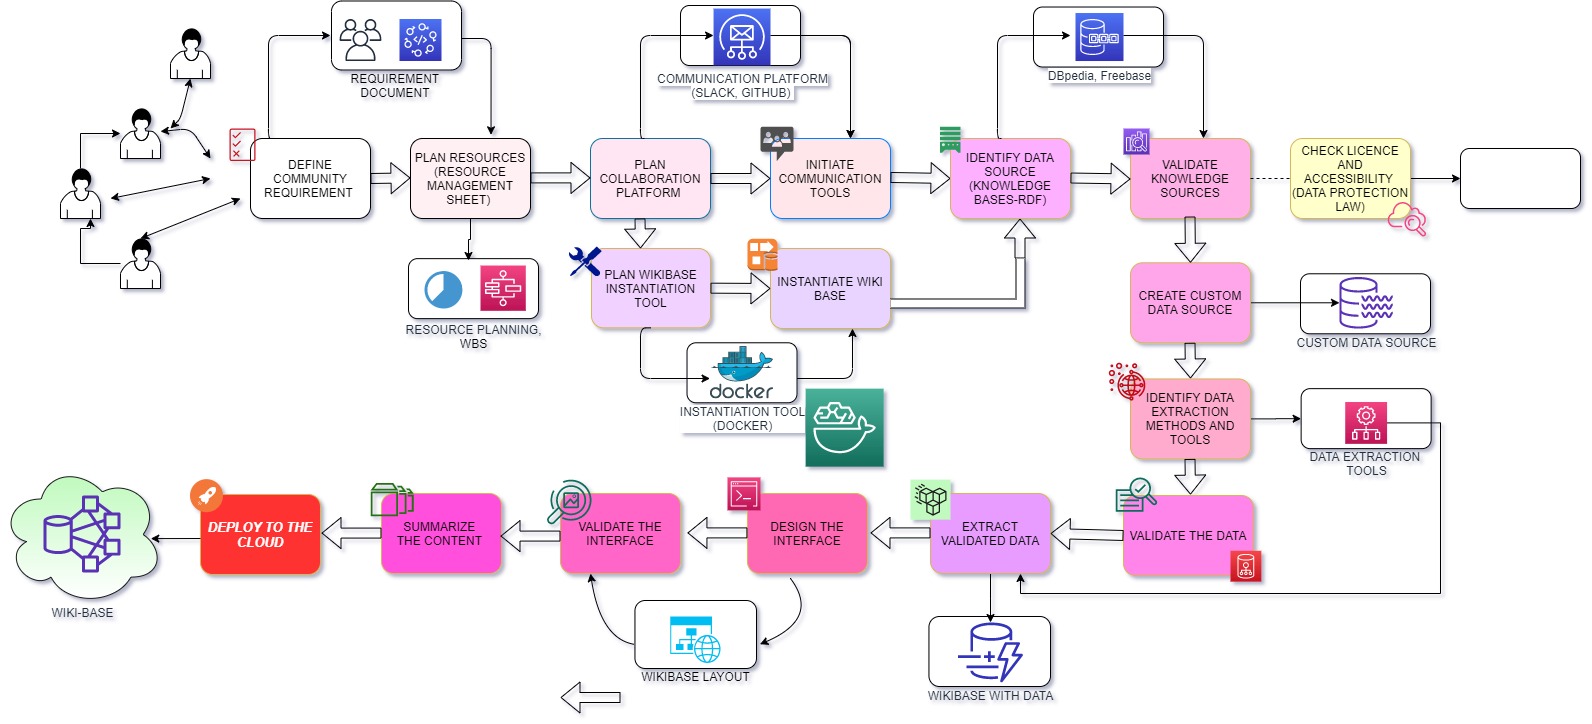 REQUIREMENT
DOCUMENT
COMMUNICATION PLATFORM
(SLACK, GITHUB)
DBpedia, Freebase
DEFINE
COMMUNITY
REQUIREMENT
PLAN RESOURCES
(RESOURCE
MANAGEMENT
SHEET)
PLAN
COLLABORATION
PLATFORM
INITIATE
COMMUNICATION
TOOLS
IDENTIFY DATA
SOURCE
(KNOWLEDGE
BASES-RDF)
VALIDATE
KNOWLEDGE
SOURCES
CHECK LICENCE
AND
ACCESSIBILITY
(DATA PROTECTION
LAW)
RESOURCE PLANNING,
WBS
PLAN WIKIBASE
INSTANTIATION
TOOL
INSTANTIATE WIKI
BASE
CREATE CUSTOM
DATA SOURCE
CUSTOM DATA SOURCE
docker
INSTANTIATION TOOL
(DOCKER)
IDENTIFY DATA
EXTRACTION
METHODS AND
TOOLS
DATA EXTRACTION
TOOLS
DEPLOY TO THE
CLOUD
SUMMARIZE
THE CONTENT
VALIDATE THE
INTERFACE
DESIGN THE
INTERFACE
EXTRACT
VALIDATED DATA
VALIDATE THE DATA
WIKI-BASE
WIKIBASE LAYOUT
WIKIBASE WITH DATA